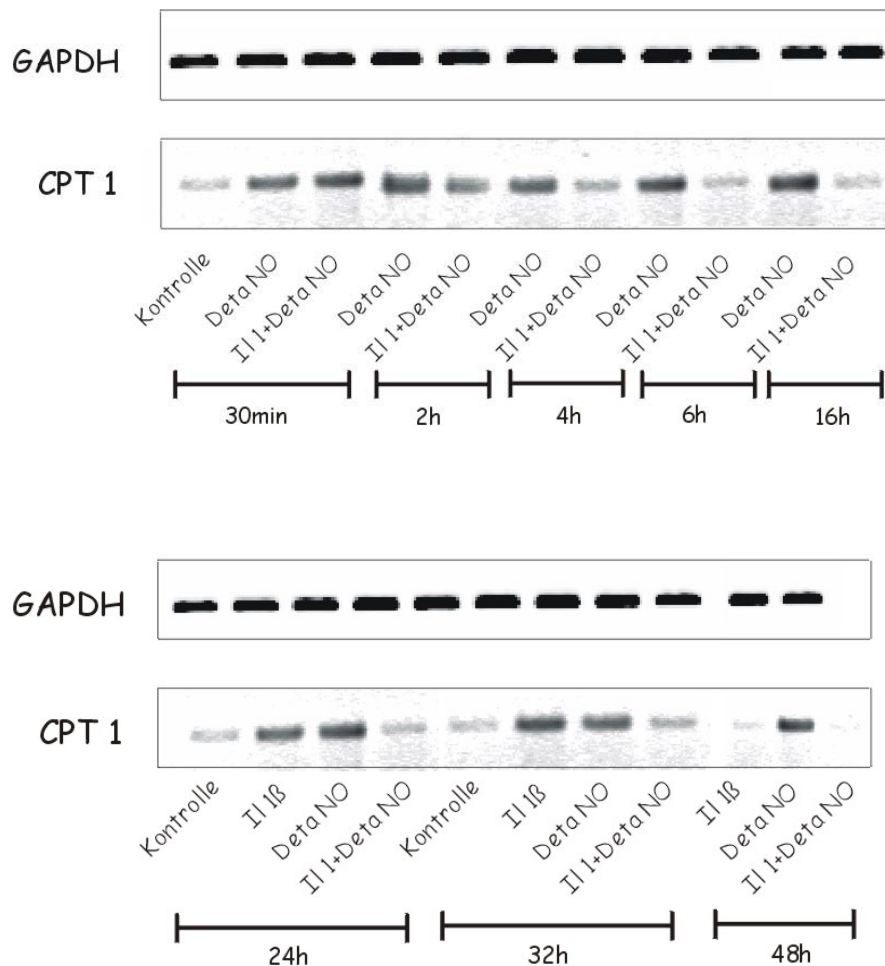 GAPDH
CPT 1
Kontrolle
Deta NO
Il 1+Deta NO
Deta NO
Il 1+Deta NO
Deta NO
Il 1+Deta NO
Deta NO
Il 1+Deta NO
Deta NO
Il 1+Deta NO
30min 2h 4h 6h 16h
GAPDH
CPT 1
Kontrolle
Il 1ß
Deta NO
Il 1+Deta NO
Kontrolle
Il 1ß
Deta NO
Il 1+Deta NO
Il 1ß
Deta NO
Il 1+Deta NO
24h 32h 48h